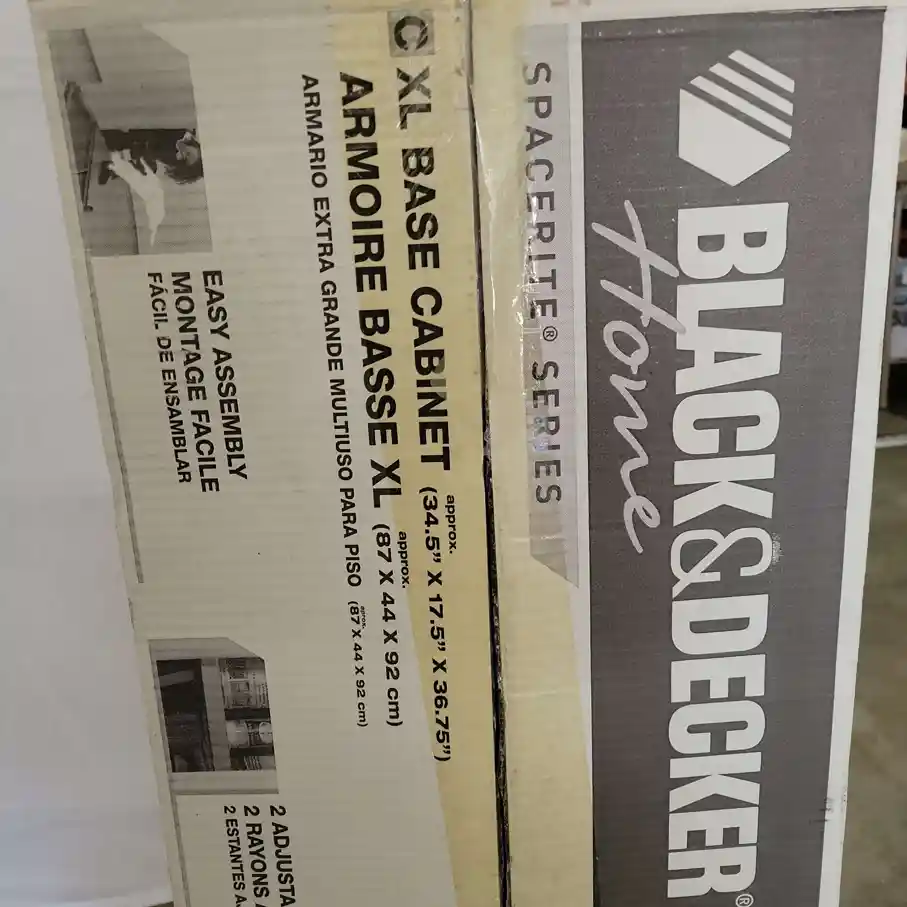 BLACK&DECKER®
Home
SPACERITE® SERIES
C XL BASE CABINET approx. (34.5" X 17.5" X 36.75")
ARMOIRE BASSE XL approx. (87 X 44 X 92 cm)
ARMARIO EXTRA GRANDE MULTIUSO PARA PISO aprox. (87 X 44 X 92 cm)
EASY ASSEMBLY
MONTAGE FACILE
FÁCIL DE ENSAMBLAR
2 ADJUSTA
2 RAYONS A
2 ESTANTES A